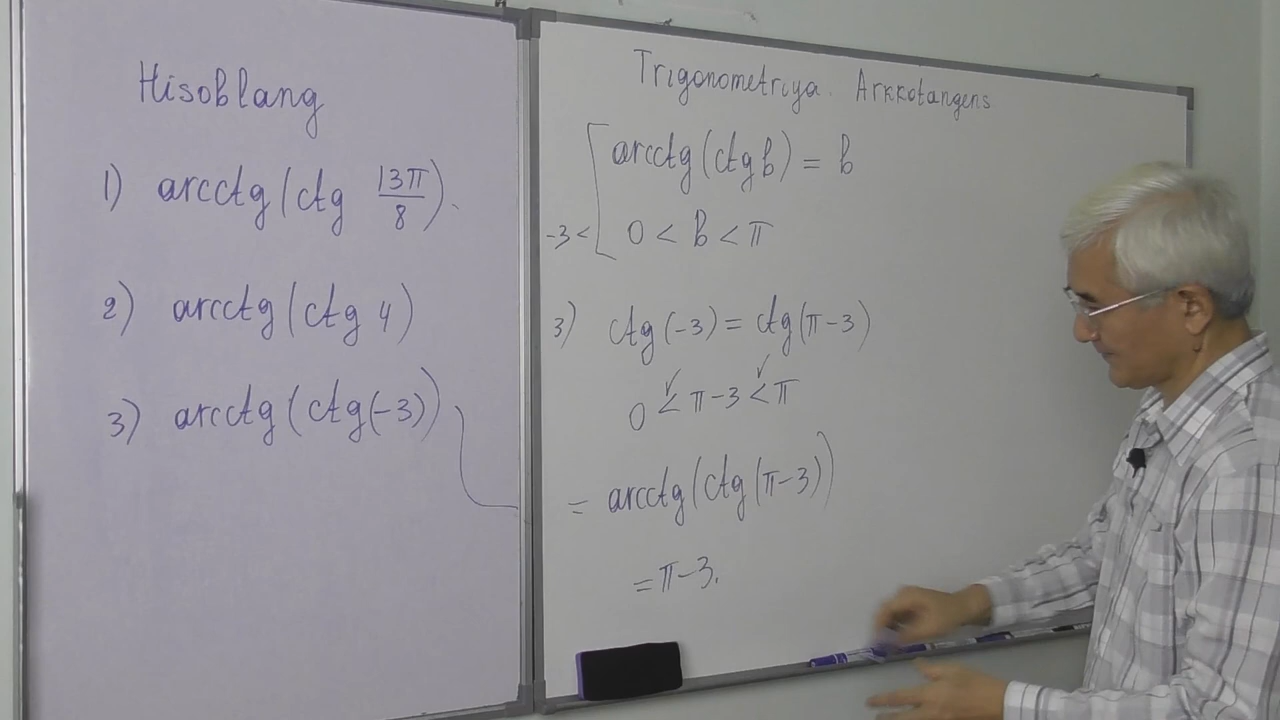 Hisoblang
1) arcctg(ctg 13π/8).
2) arcctg(ctg 4)
3) arcctg(ctg(-3))
Trigonometriya. Arkkotangens
arcctg(ctg b) = b
-3 < 0 < b < π
3) ctg(-3) = ctg(π-3)
0 < π-3 < π
= arcctg(ctg(π-3))
= π-3.